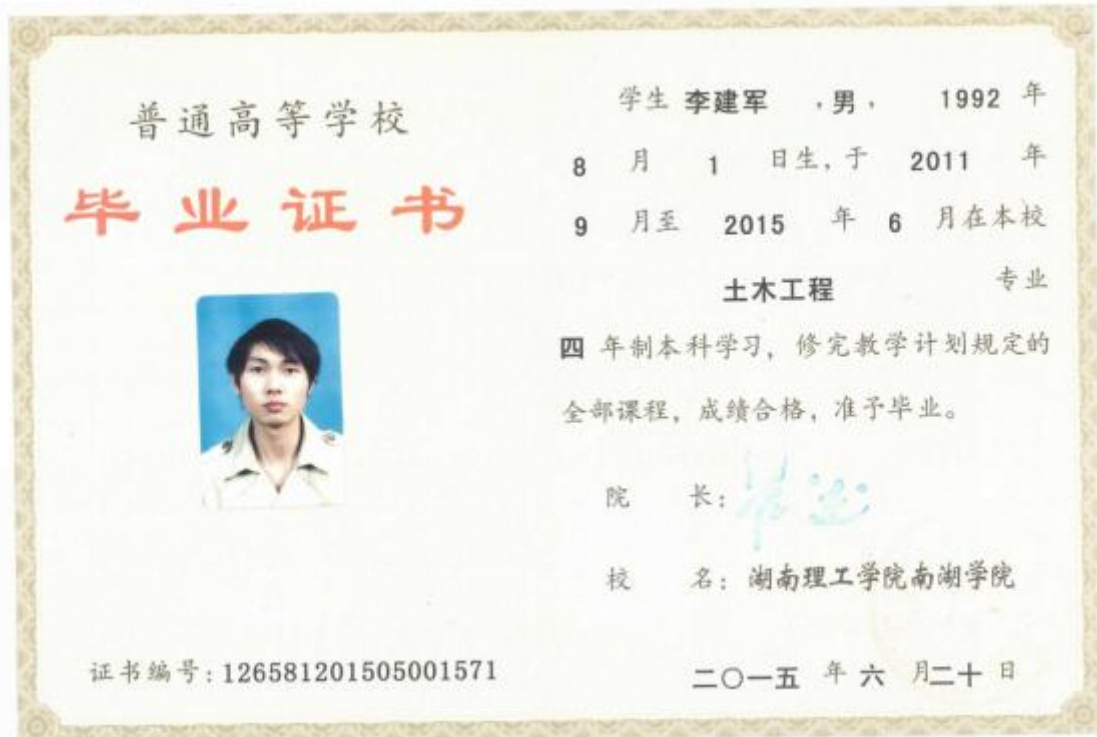 普通高等学校
毕业证书
证书编号：126581201505001571
学生 李建军 ，男， 1992 年
8 月 1 日生，于 2011 年
9 月至 2015 年 6 月在本校
土木工程 专业
四 年制本科学习，修完教学计划规定的
全部课程，成绩合格，准予毕业。
院 长：
校 名：湖南理工学院南湖学院
二〇一五 年 六 月二十 日